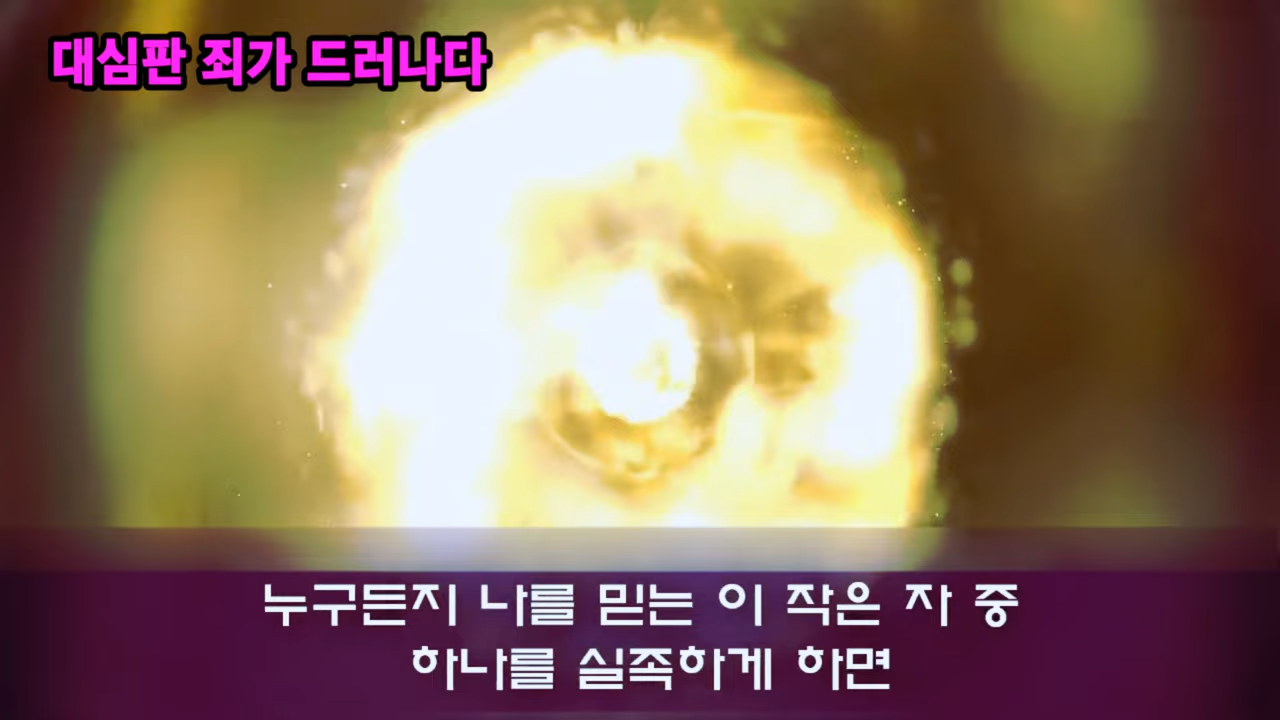 대심판 죄가 드러나다
누구든지 나를 믿는 이 작은 자 중
하나를 실족하게 하면